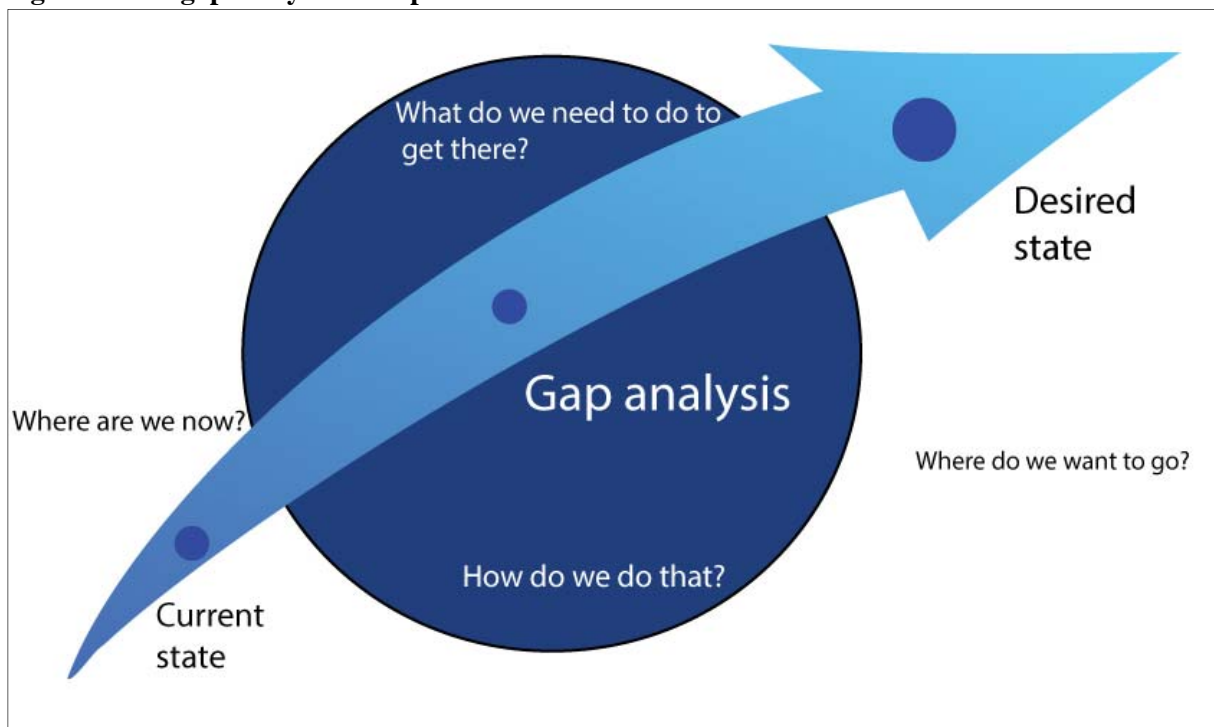 What do we need to do to
get there?
Desired
state
Gap analysis
Where are we now?
Where do we want to go?
How do we do that?
Current
state